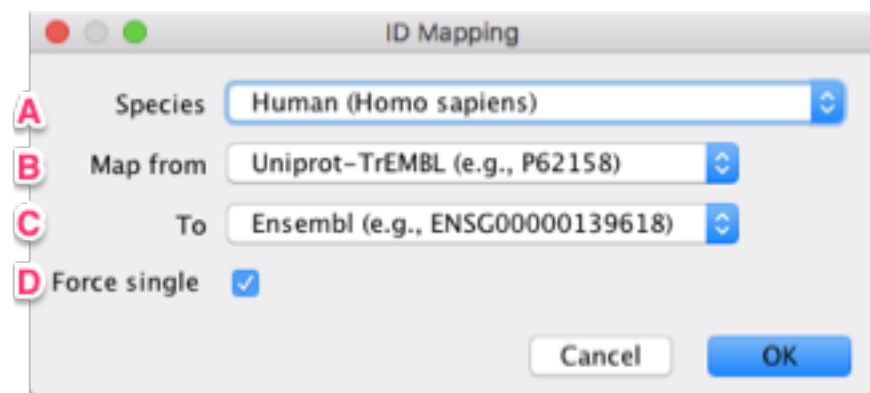 ID Mapping
A Species Human (Homo sapiens)
B Map from Uniprot-TrEMBL (e.g., P62158)
C To Ensembl (e.g., ENSG00000139618)
D Force single
Cancel OK